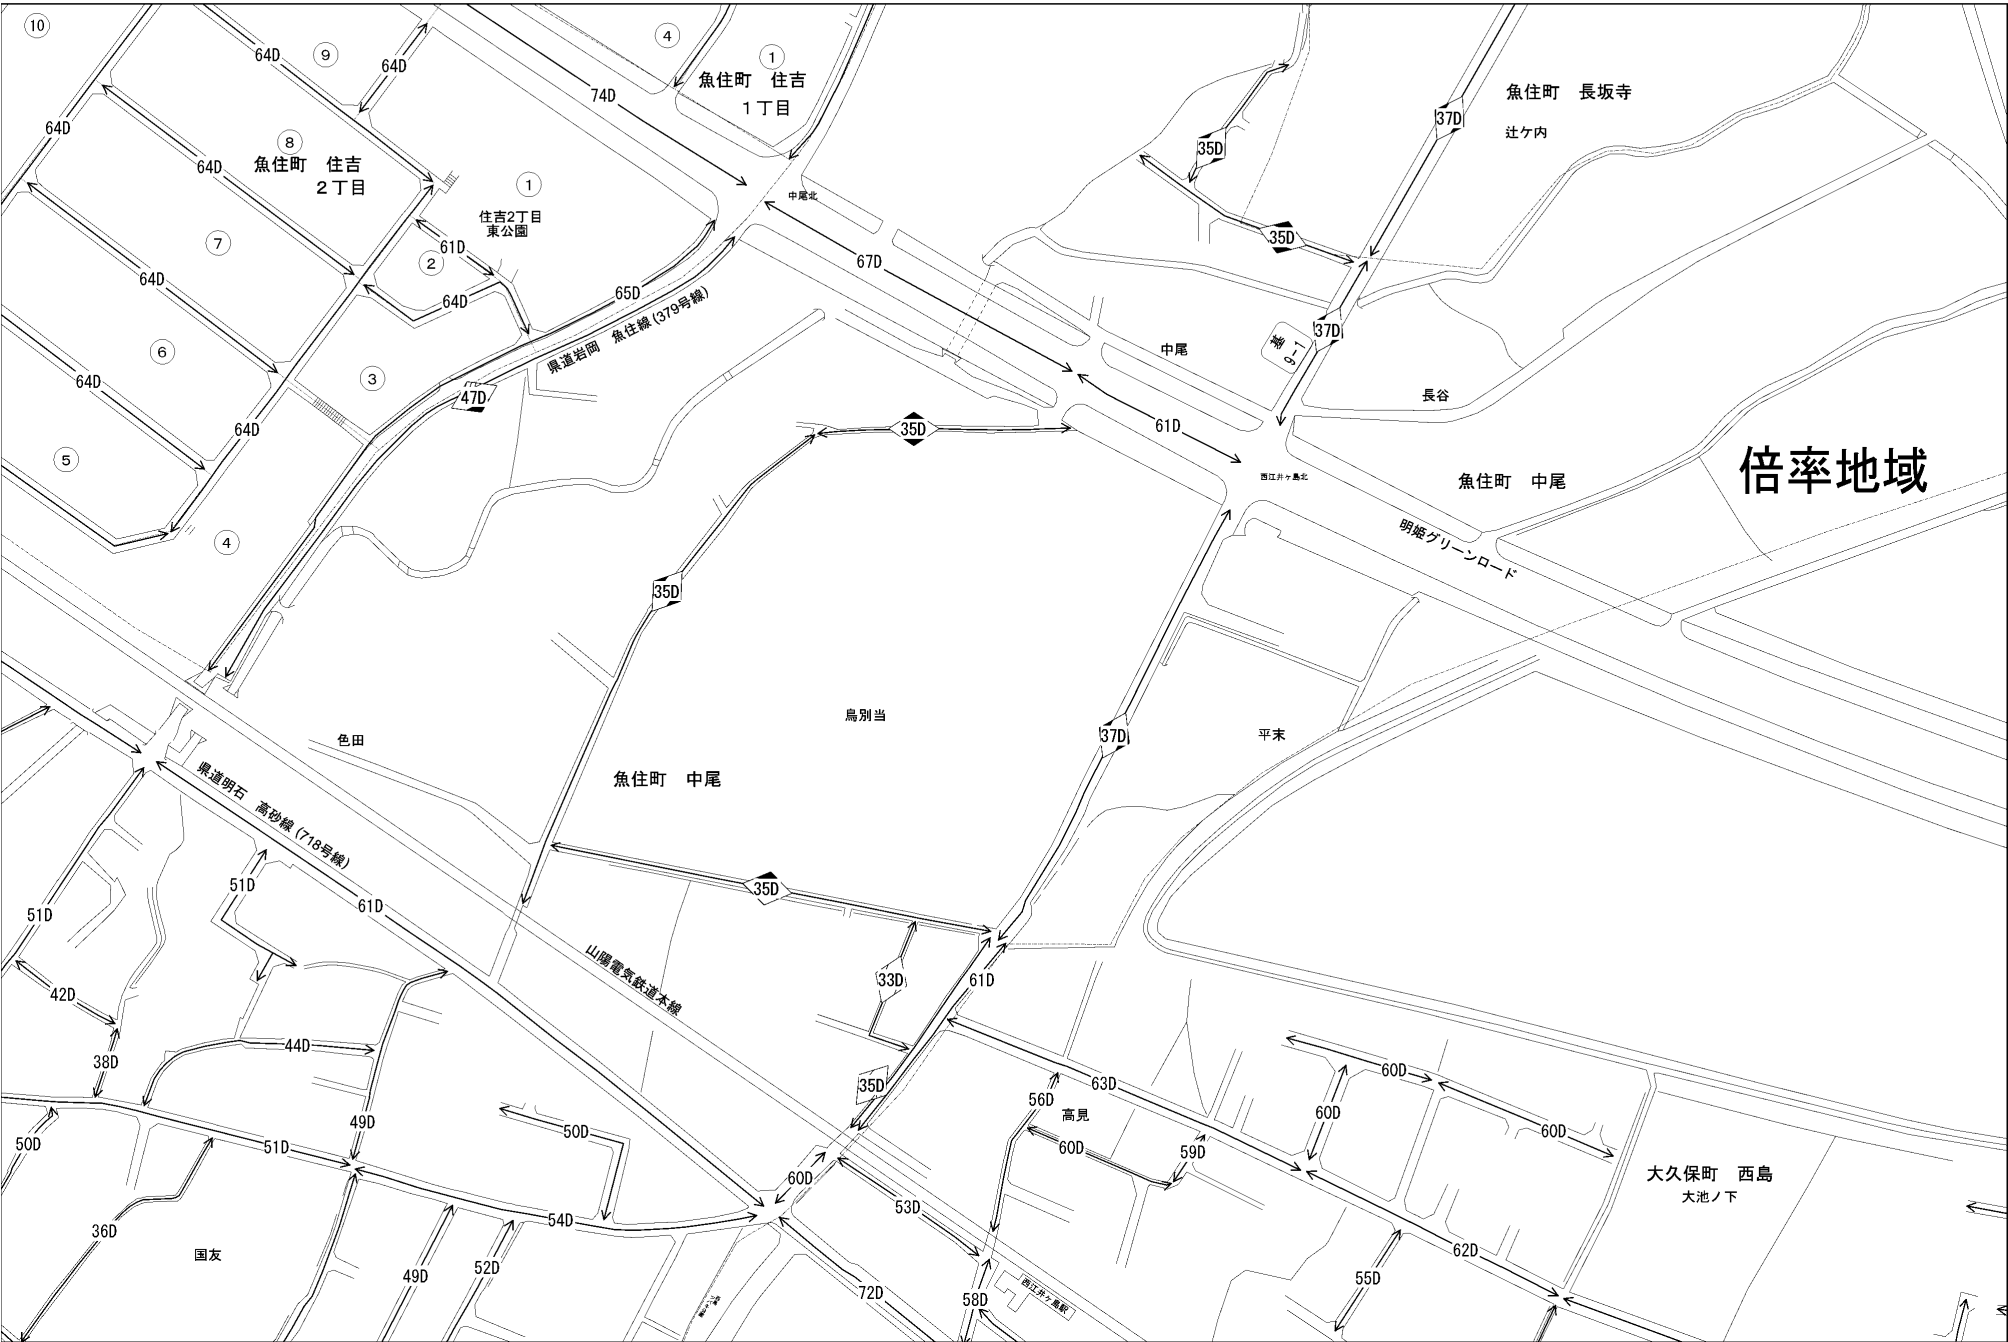 ⑩
64D
⑨
64D
④
①
魚住町 住吉
1丁目
74D
64D
⑧
魚住町 住吉
2丁目
64D
①
住吉2丁目
東公園
中尾北
35D
37D
魚住町 長坂寺
辻ケ内
⑦
64D
61D
②
64D
65D
67D
35D
37D
基
9-1
県道岩岡 魚住線(379号線)
中尾
長谷
⑥
64D
③
47D
64D
35D
61D
⑤
西江井ヶ島北
魚住町 中尾
倍率地域
④
明姫グリーンロード
35D
鳥別当
37D
平末
色田
魚住町 中尾
県道明石 高砂線(718号線)
51D
51D
61D
35D
山陽電気鉄道本線
33D
61D
42D
38D
44D
49D
35D
63D
56D
高見
60D
60D
60D
60D
59D
50D
51D
50D
60D
53D
大久保町 西島
大池ノ下
36D
国友
54D
49D
52D
72D
58D
西江井ヶ島駅
55D
62D